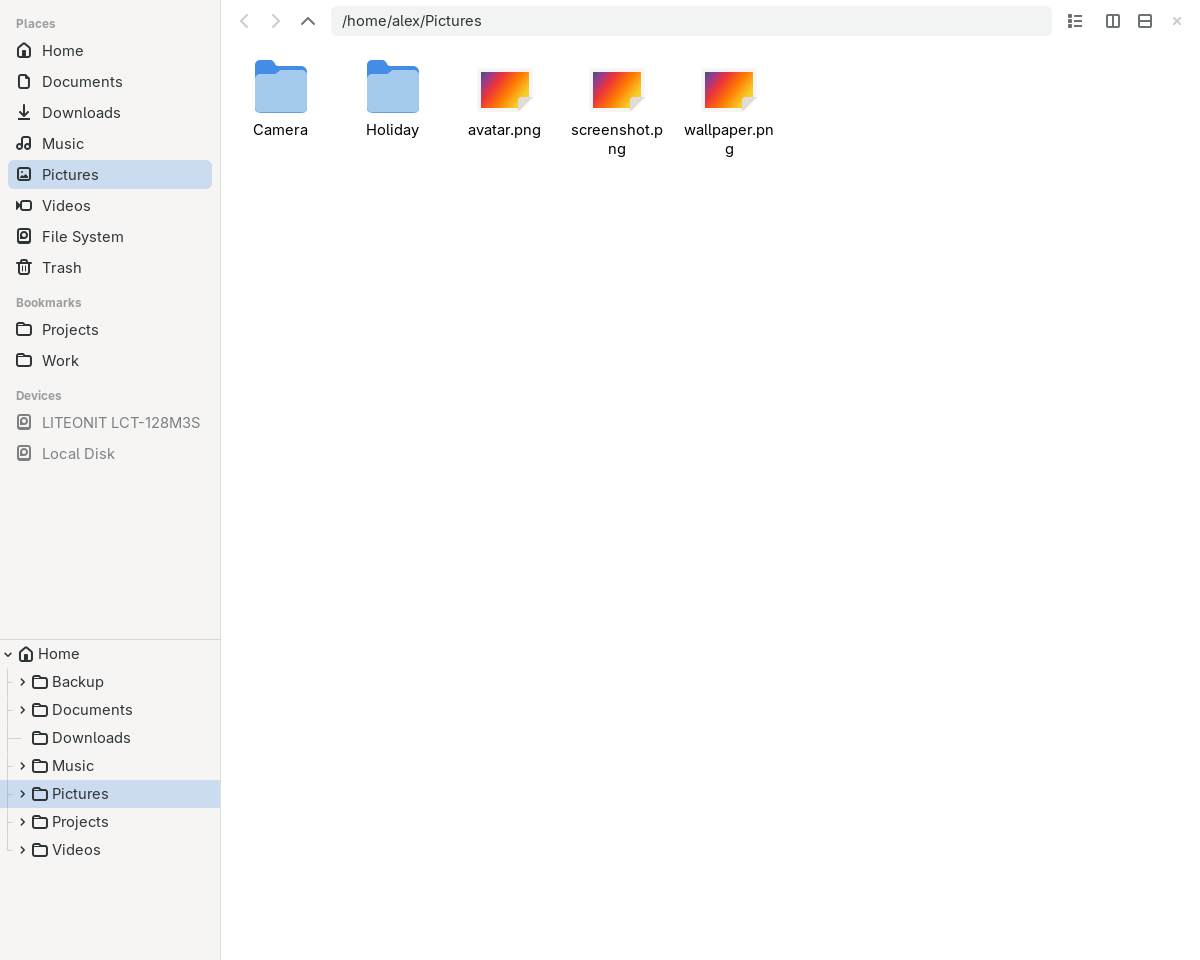 Places
Home
Documents
Downloads
Music
Pictures
Videos
File System
Trash
Bookmarks
Projects
Work
Devices
LITEONIT LCT-128M3S
Local Disk
Home
Backup
Documents
Downloads
Music
Pictures
Projects
Videos
/home/alex/Pictures
Camera
Holiday
avatar.png
screenshot.p
ng
wallpaper.pn
g